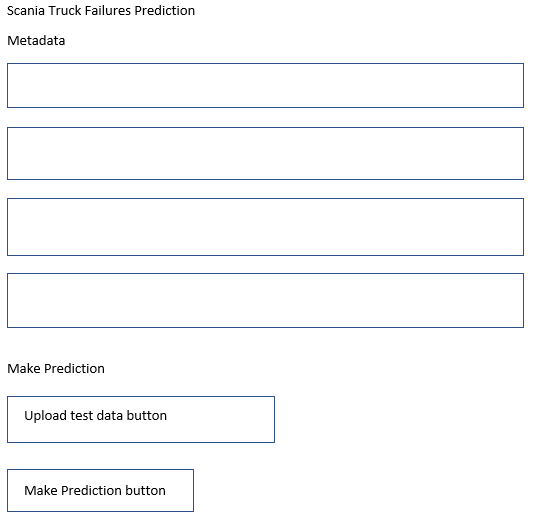 Scania Truck Failures Prediction
Metadata
Make Prediction
Upload test data button
Make Prediction button